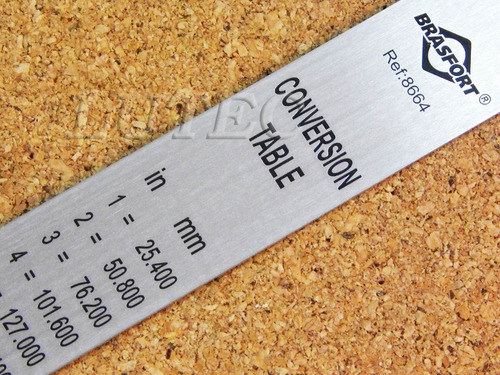 BRASFORT®
Ref:8664
CONVERSION
TABLE
in mm
1 = 25.400
2 = 50.800
3 = 76.200
4 = 101.600
= 127.000
LUTEC